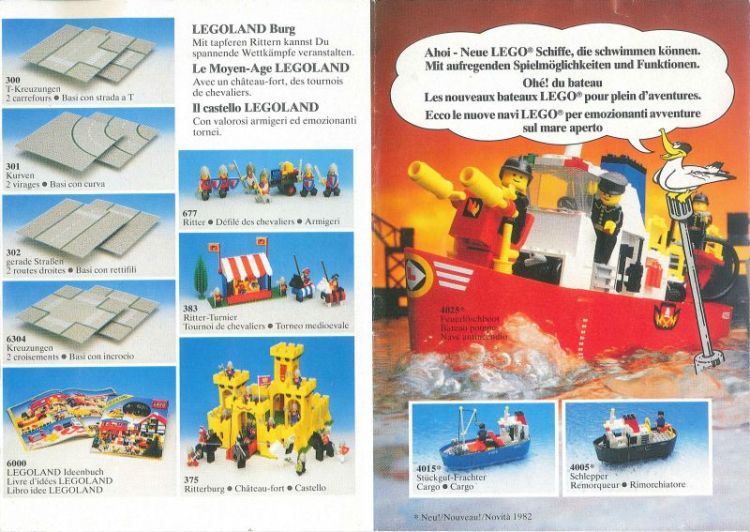 300
T-Kreuzungen
2 carrefours ● Basi con strada a T
301
Kurven
2 virages ● Basi con curva
302
gerade Straßen
2 routes droites ● Basi con rettifili
6304
Kreuzungen
2 croisements ● Basi con incrocio
6000
LEGOLAND Ideenbuch
Livre d'idées LEGOLAND
Libro idee LEGOLAND
LEGOLAND Burg
Mit tapferen Rittern kannst Du
spannende Wettkämpfe veranstalten.
Le Moyen-Age LEGOLAND
Avec un château-fort, des tournois
de chevaliers.
Il castello LEGOLAND
Con valorosi armigeri ed emozionanti
tornei.
677
Ritter ● Défilé des chevaliers ● Armigeri
383
Ritter-Turnier
Tournoi de chevaliers ● Torneo medioevale
375
Ritterburg ● Château-fort ● Castello
Ahoi - Neue LEGO® Schiffe, die schwimmen können.
Mit aufregenden Spielmöglichkeiten und Funktionen.
Ohé! du bateau
Les nouveaux bateaux LEGO® pour plein d'aventures.
Ecco le nuove navi LEGO® per emozionanti avventure
sul mare aperto
4025*
Feuerlöschboot
Bateau pompe
Nave antincendio
4015*
Stückgut-Frachter
Cargo ● Cargo
4005*
Schlepper
Remorqueur ● Rimorchiatore
* Neu!/Nouveau!/Novità 1982